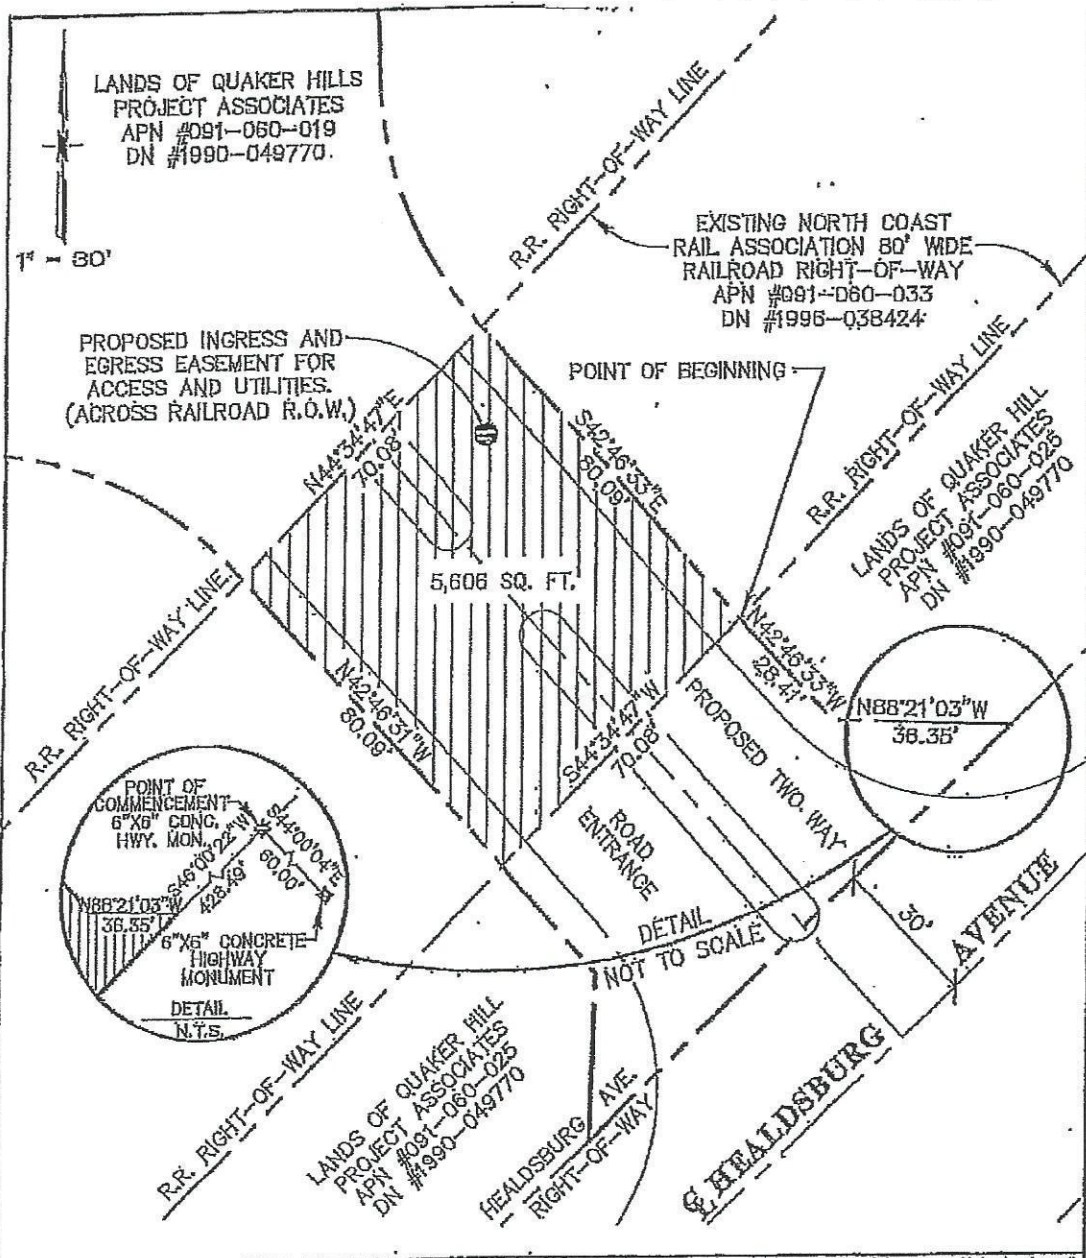 LANDS OF QUAKER HILLS
PROJECT ASSOCIATES
APN #091-060-019
DN #1990-049770.
1" = 30'
R.R. RIGHT-OF-WAY LINE
EXISTING NORTH COAST
RAIL ASSOCIATION 80' WIDE
RAILROAD RIGHT-OF-WAY
APN #091-060-033
DN #1996-038424
PROPOSED INGRESS AND
EGRESS EASEMENT FOR
ACCESS AND UTILITIES.
(ACROSS RAILROAD R.O.W.)
POINT OF BEGINNING
R.R. RIGHT-OF-WAY LINE
LANDS OF QUAKER HILL
PROJECT ASSOCIATES
APN #091-060-025
DN #1990-049770
N44°34'47"E
70.08'
S42°46'33"E
80.09'
5,606 SQ. FT.
R.R. RIGHT-OF-WAY LINE.
N42°46'31"W
80.09'
S44°34'47"W
70.08'
N42°46'33"W
28.41'
N88°21'03"W
36.35'
PROPOSED TWO WAY
ROAD
ENTRANCE
POINT OF
COMMENCEMENT
6"X6" CONC.
HWY. MON.
S46°00'22"W
428.49'
S44°00'04"E
60.00'
N88°21'03"W
36.35'
6"X6" CONCRETE
HIGHWAY
MONUMENT
DETAIL
N.T.S.
DETAIL
NOT TO SCALE
30'
R.R. RIGHT-OF-WAY LINE
LANDS OF QUAKER HILL
PROJECT ASSOCIATES
APN #091-060-025
DN #1990-049770
HEALDSBURG AVE.
RIGHT-OF-WAY
℄ HEALDSBURG AVENUE